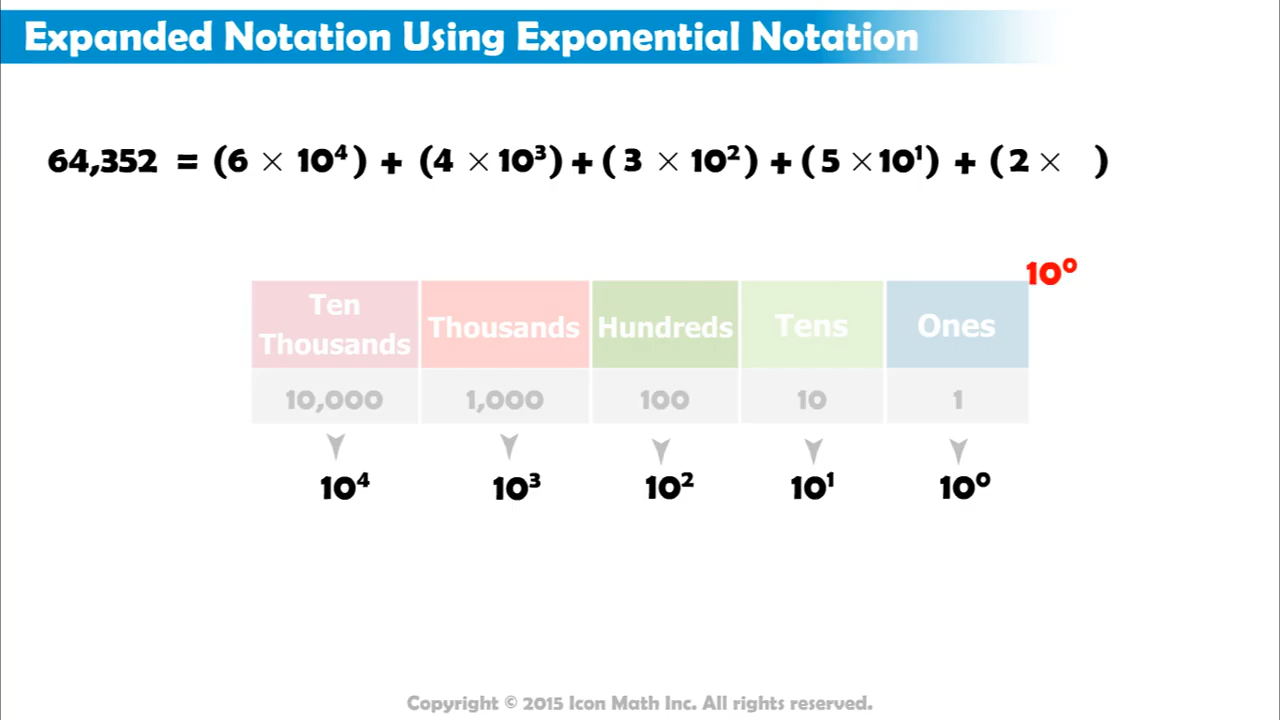 Expanded Notation Using Exponential Notation
64,352 = (6 × 10⁴) + (4 × 10³) + (3 × 10²) + (5 × 10¹) + (2 × )
10⁰
Ten Thousands Thousands Hundreds Tens Ones
10,000 1,000 100 10 1
10⁴ 10³ 10² 10¹ 10⁰
Copyright © 2015 Icon Math Inc. All rights reserved.